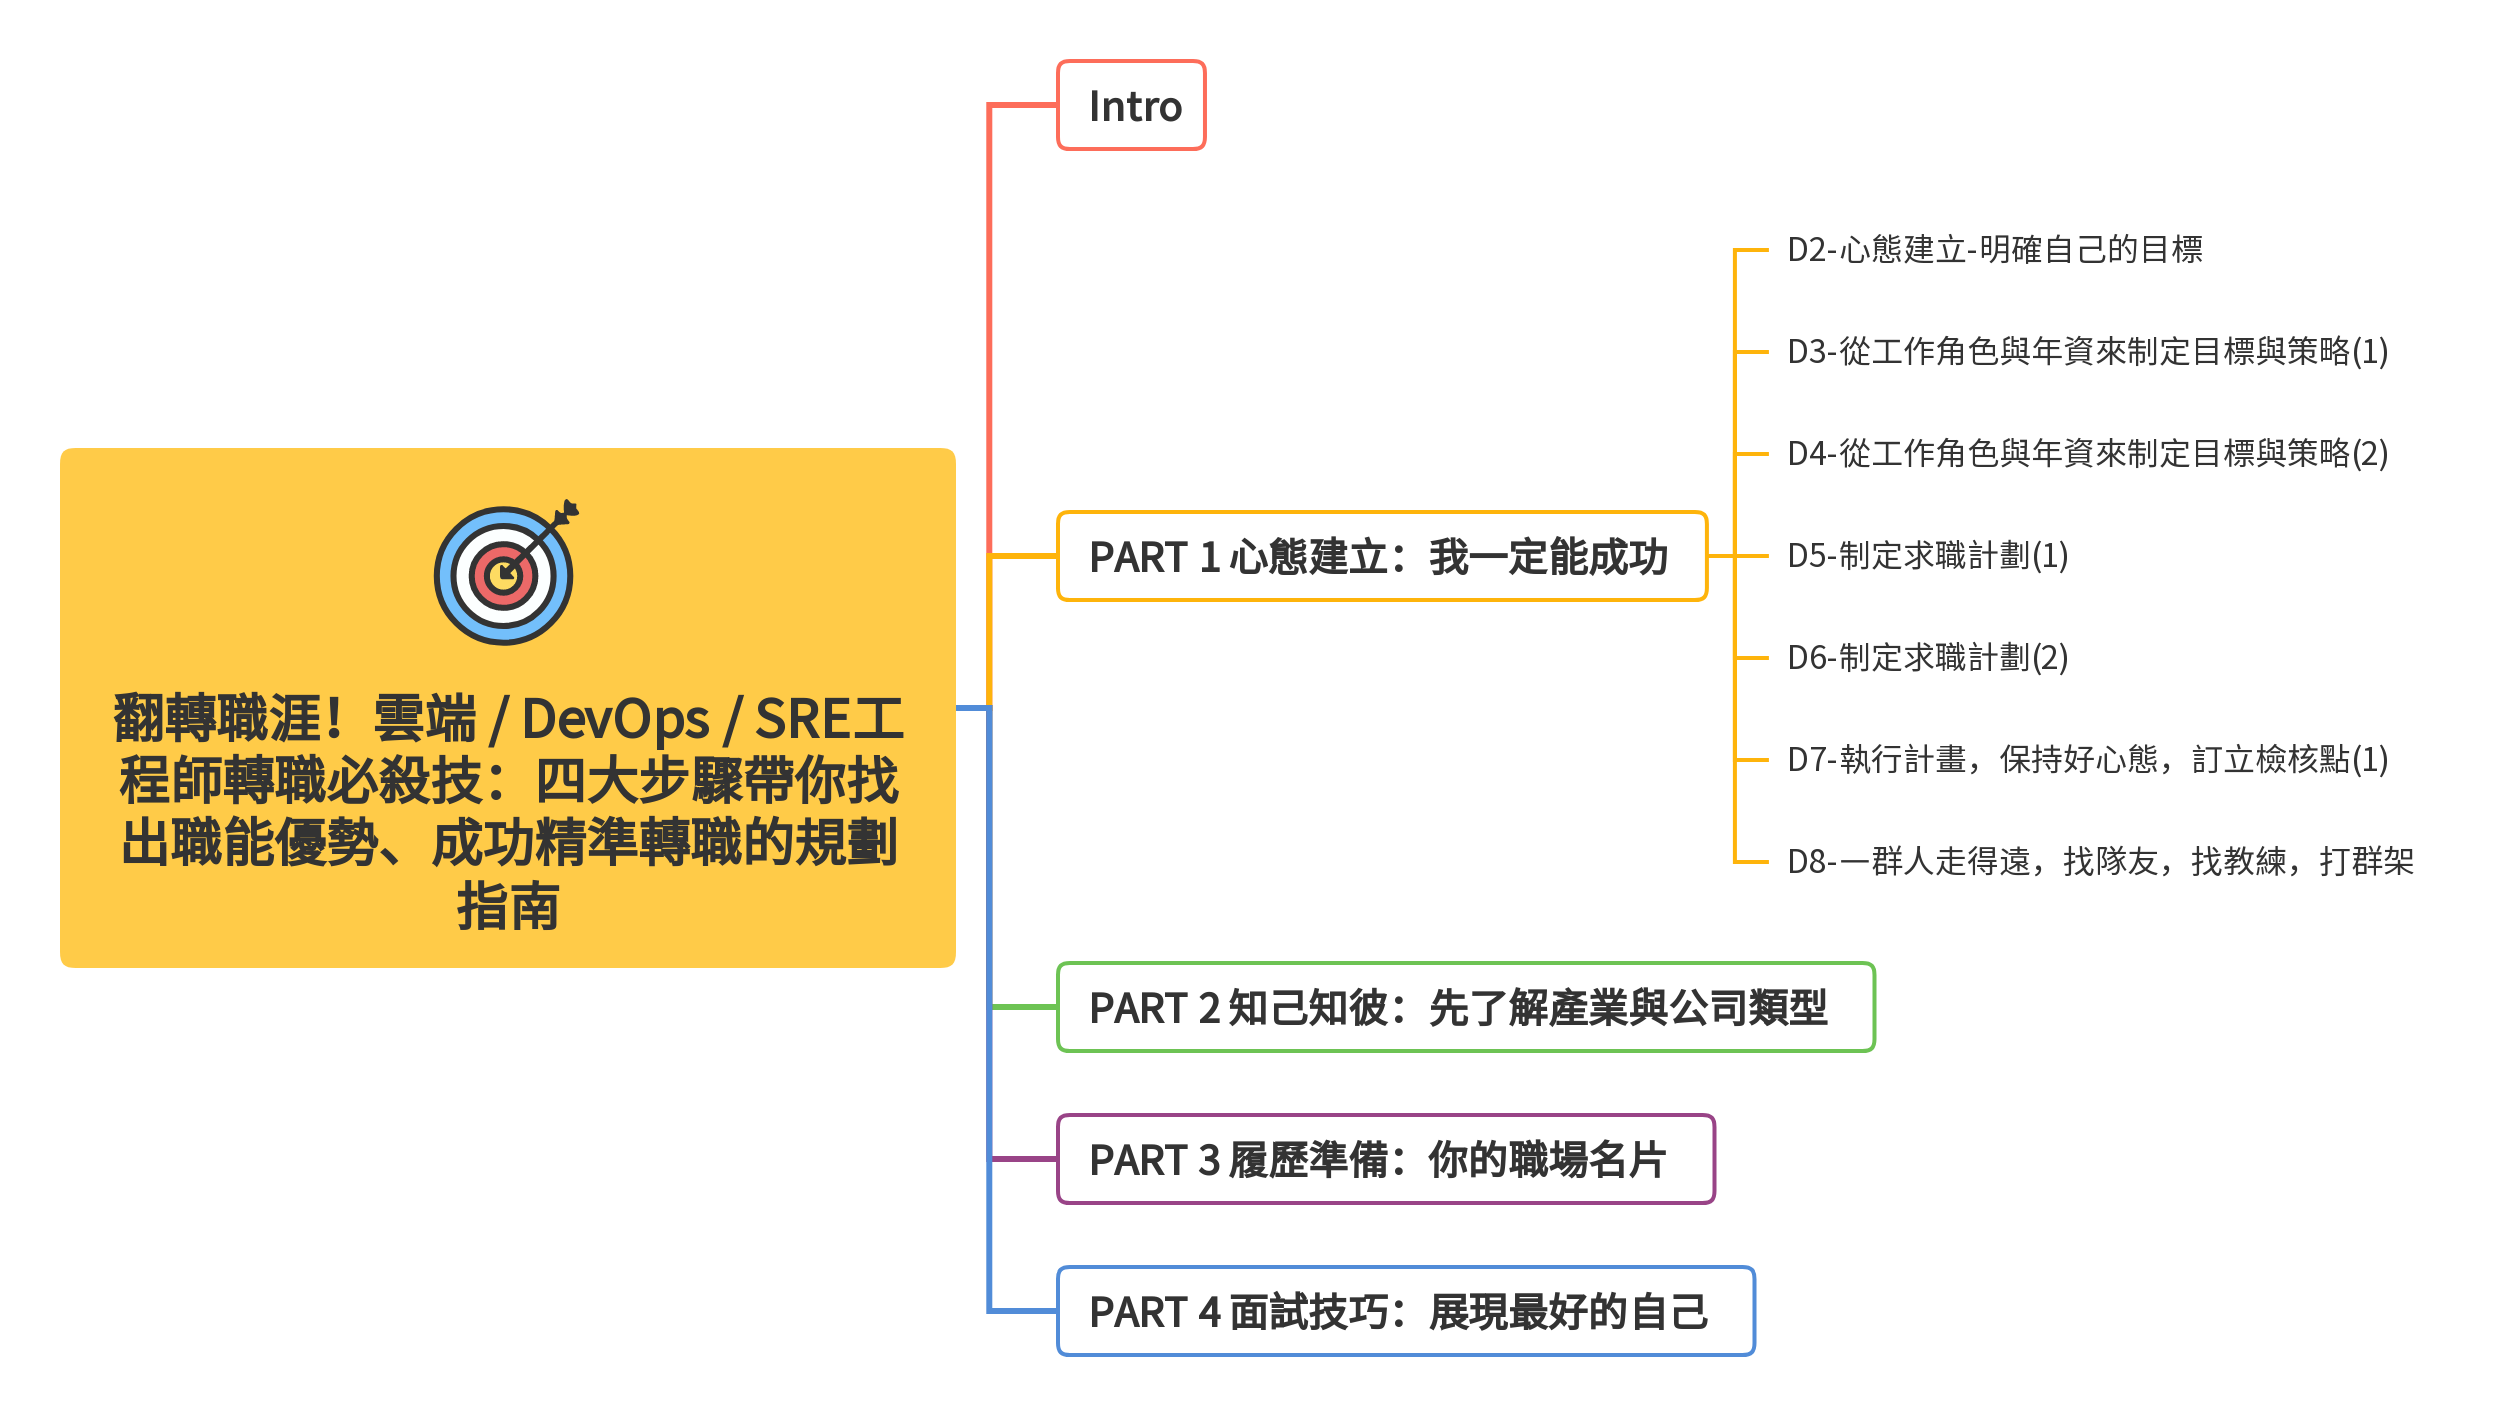 翻轉職涯！雲端 / DevOps / SRE工
程師轉職必殺技：四大步驟帶你找
出職能優勢、成功精準轉職的規劃
指南
Intro
PART 1 心態建立：我一定能成功
D2-心態建立-明確自己的目標
D3-從工作角色與年資來制定目標與策略(1)
D4-從工作角色與年資來制定目標與策略(2)
D5-制定求職計劃(1)
D6-制定求職計劃(2)
D7-執行計畫，保持好心態，訂立檢核點(1)
D8-一群人走得遠，找隊友，找教練，打群架
PART 2 知己知彼：先了解產業與公司類型
PART 3 履歷準備：你的職場名片
PART 4 面試技巧：展現最好的自己